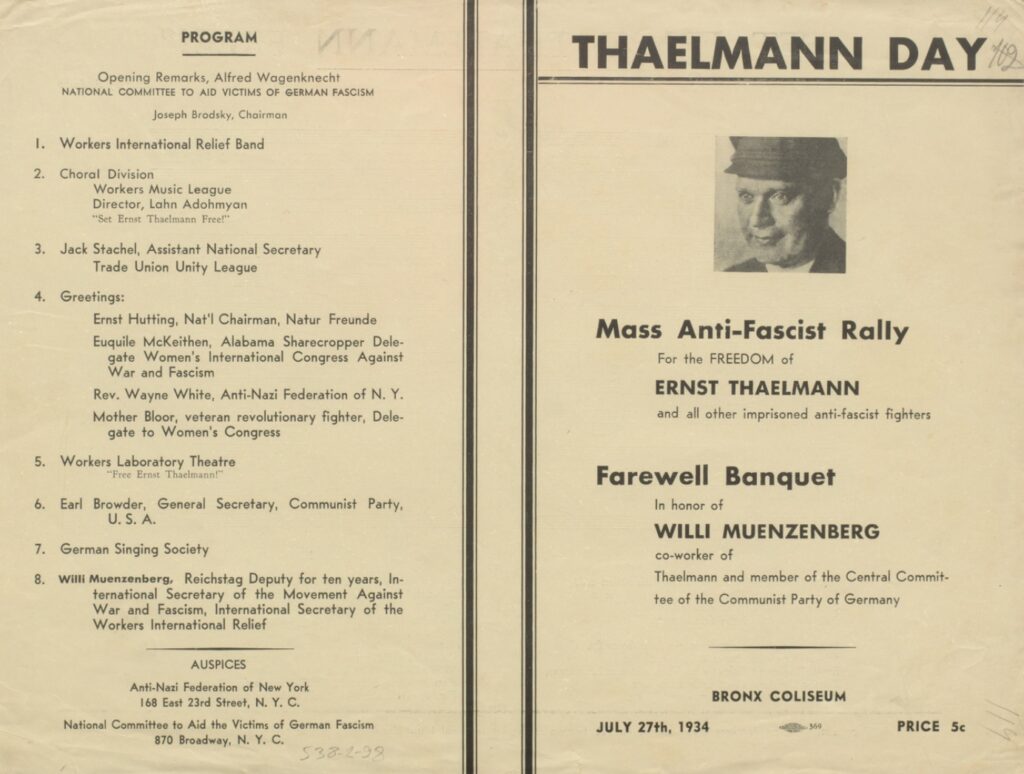 PROGRAM
Opening Remarks, Alfred Wagenknecht
NATIONAL COMMITTEE TO AID VICTIMS OF GERMAN FASCISM
Joseph Brodsky, Chairman
1. Workers International Relief Band
2. Choral Division
Workers Music League
Director, Lahn Adohmyan
"Set Ernst Thaelmann Free!"
3. Jack Stachel, Assistant National Secretary
Trade Union Unity League
4. Greetings:
Ernst Hutting, Nat'l Chairman, Natur Freunde
Euquile McKeithen, Alabama Sharecropper Dele-
gate Women's International Congress Against
War and Fascism
Rev. Wayne White, Anti-Nazi Federation of N. Y.
Mother Bloor, veteran revolutionary fighter, Dele-
gate to Women's Congress
5. Workers Laboratory Theatre
"Free Ernst Thaelmann!"
6. Earl Browder, General Secretary, Communist Party,
U. S. A.
7. German Singing Society
8. Willi Muenzenberg, Reichstag Deputy for ten years, In-
ternational Secretary of the Movement Against
War and Fascism, International Secretary of the
Workers International Relief
AUSPICES
Anti-Nazi Federation of New York
168 East 23rd Street, N. Y. C.
National Committee to Aid the Victims of German Fascism
870 Broadway, N. Y. C.
538-2-98
THAELMANN DAY
Mass Anti-Fascist Rally
For the FREEDOM of
ERNST THAELMANN
and all other imprisoned anti-fascist fighters
Farewell Banquet
In honor of
WILLI MUENZENBERG
co-worker of
Thaelmann and member of the Central Commit-
tee of the Communist Party of Germany
BRONX COLISEUM
JULY 27th, 1934 369 PRICE 5c